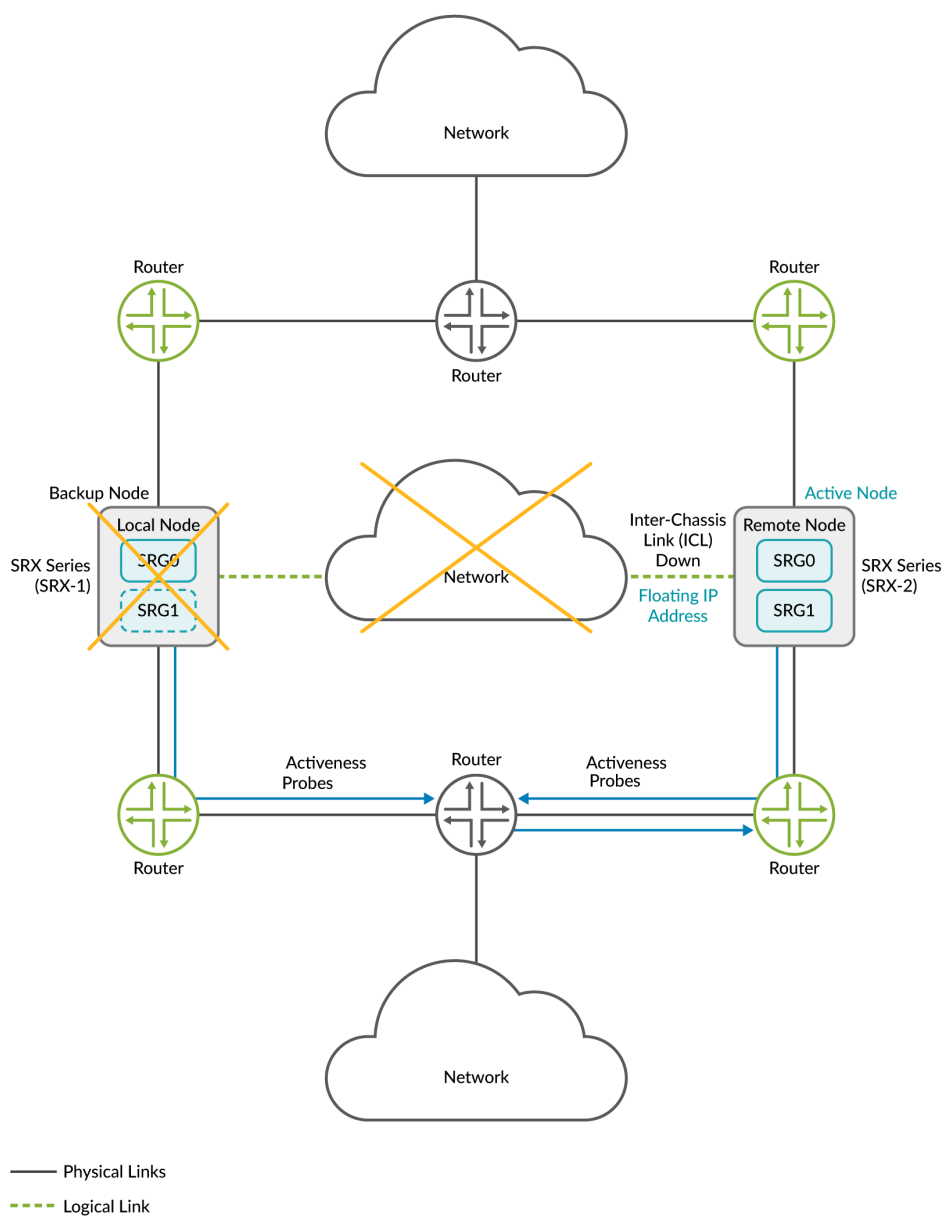 Network
Router
Router
Router
Backup Node
Active Node
Local Node
SRG0
SRG1
SRX Series
(SRX-1)
Network
Inter-Chassis
Link (ICL)
Down
Floating IP
Address
Remote Node
SRG0
SRG1
SRX Series
(SRX-2)
Activeness
Probes
Router
Activeness
Probes
Router
Router
Network
Physical Links
Logical Link